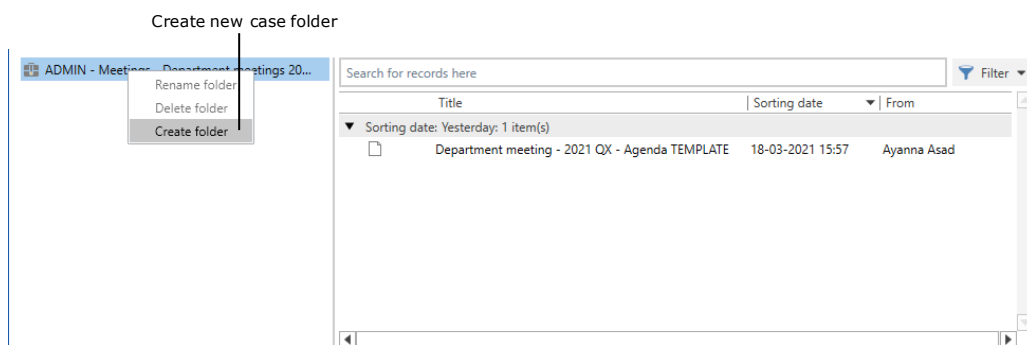 Create new case folder
ADMIN - Meetings - Department meetings 20...
Search for records here
Filter
Rename folder
Delete folder
Create folder
Title
Sorting date
From
Sorting date: Yesterday: 1 item(s)
Department meeting - 2021 QX - Agenda TEMPLATE 18-03-2021 15:57 Ayanna Asad